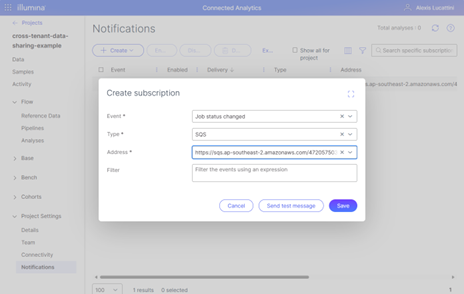 illumina
Connected Analytics
Alexis Lucattini
← Projects
cross-tenant-data-sharing-example
Data
Samples
Activity
Flow
Reference Data
Pipelines
Analyses
Base
Bench
Cohorts
Project Settings
Details
Team
Connectivity
Notifications
Notifications
Total analyses : 0
+ Create
Ex...
Show all for project
Search specific subscription
Event
Enabled
Delivery
Type
Address
.ap-southeast-2.amazonaws.com/4
Create subscription
Event *
Job status changed
Type *
SQS
Address *
https://sqs.ap-southeast-2.amazonaws.com/47205750
Filter
Filter the events using an expression
Cancel
Send test message
Save
100
1 results
0 selected
1